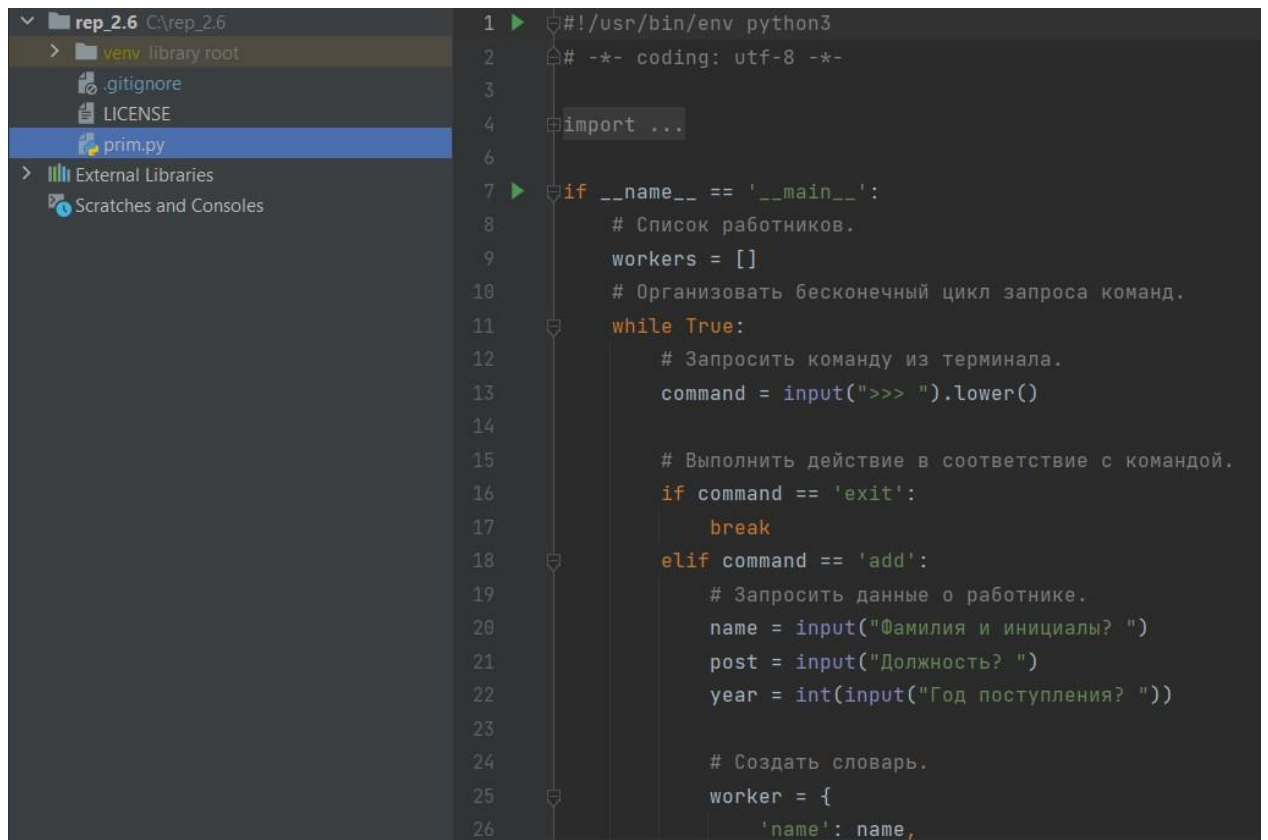 rep_2.6 C:\rep_2.6
venv library root
.gitignore
LICENSE
prim.py
External Libraries
Scratches and Consoles
1 #!/usr/bin/env python3
2 # -*- coding: utf-8 -*-
3
4 import ...
6
7 if __name__ == '__main__':
8 # Список работников.
9 workers = []
10 # Организовать бесконечный цикл запроса команд.
11 while True:
12 # Запросить команду из терминала.
13 command = input(">>> ").lower()
14
15 # Выполнить действие в соответствие с командой.
16 if command == 'exit':
17 break
18 elif command == 'add':
19 # Запросить данные о работнике.
20 name = input("Фамилия и инициалы? ")
21 post = input("Должность? ")
22 year = int(input("Год поступления? "))
23
24 # Создать словарь.
25 worker = {
26 'name': name,